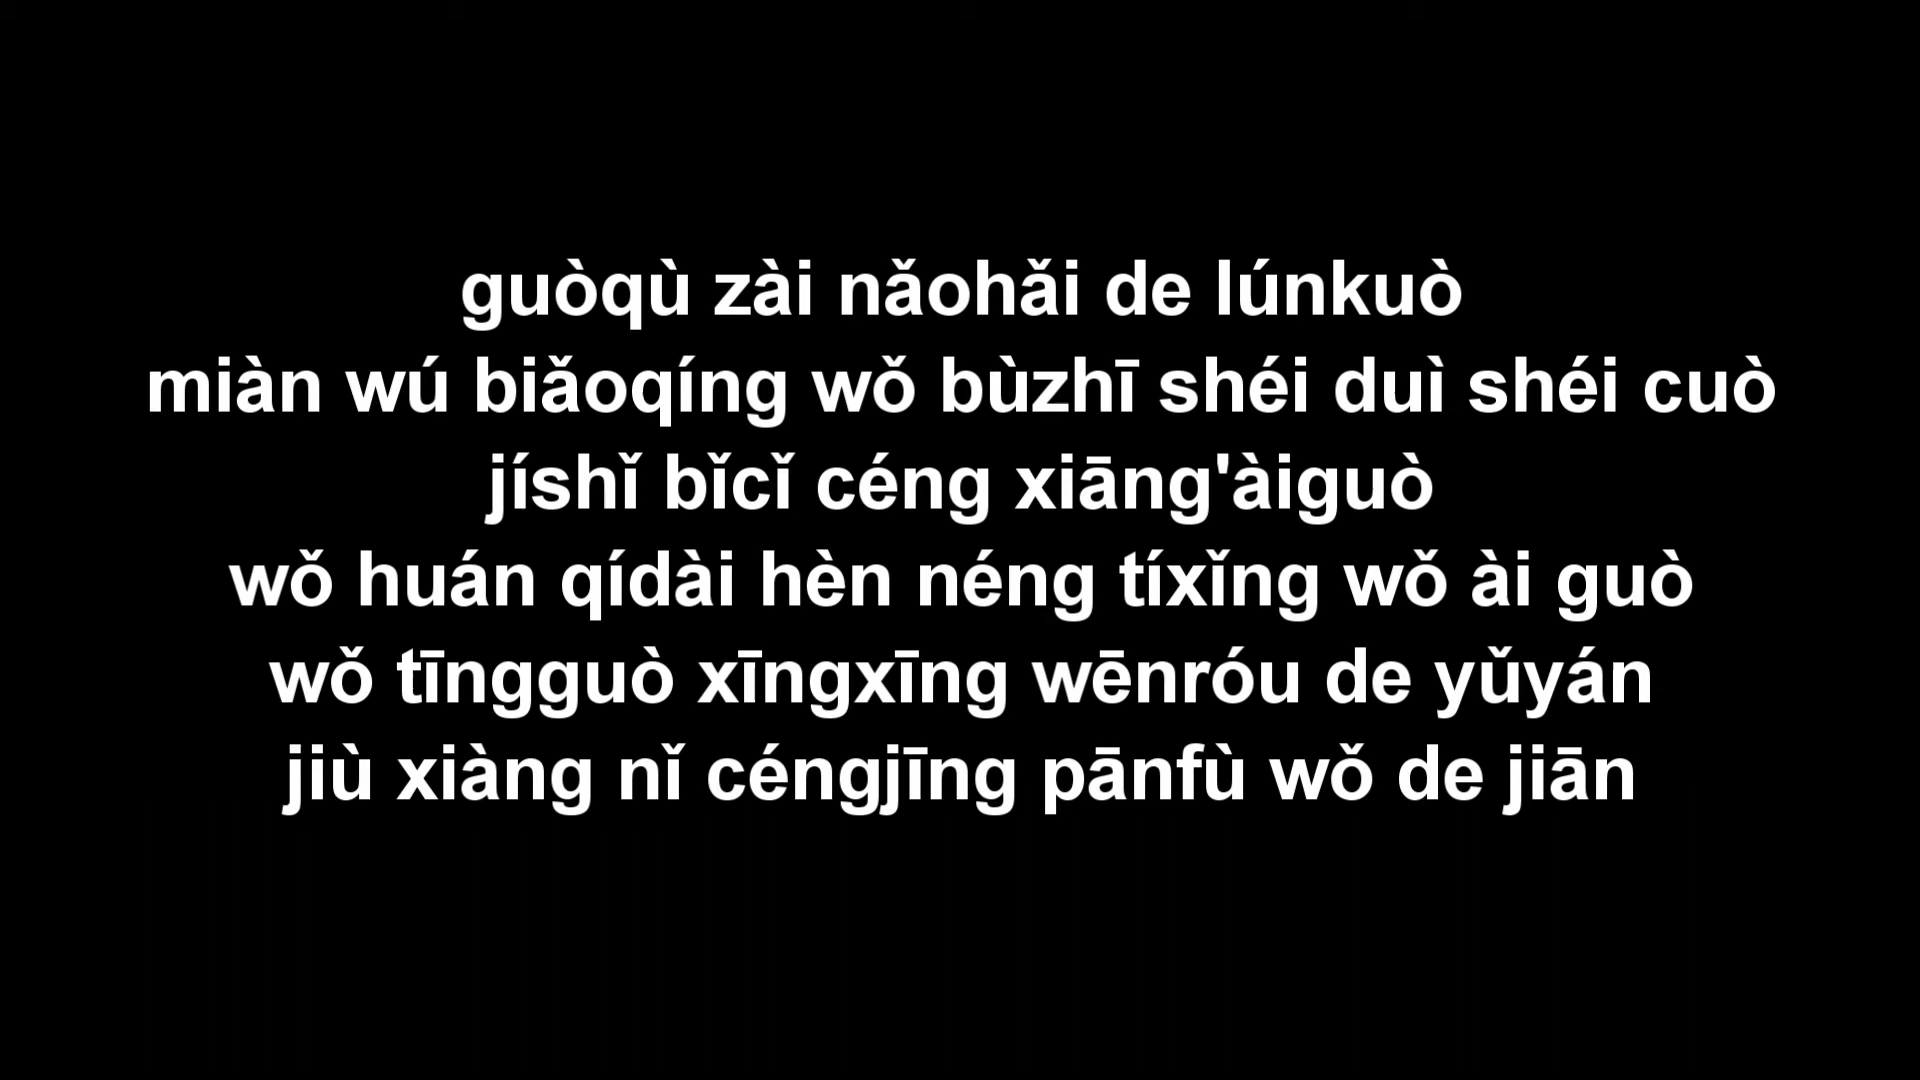 guòqù zài nǎohǎi de lúnkuò
miàn wú biǎoqíng wǒ bùzhī shéi duì shéi cuò
jíshǐ bǐcǐ céng xiāng'àiguò
wǒ huán qídài hèn néng tíxǐng wǒ ài guò
wǒ tīngguò xīngxīng wēnróu de yǔyán
jiù xiàng nǐ céngjīng pānfù wǒ de jiān